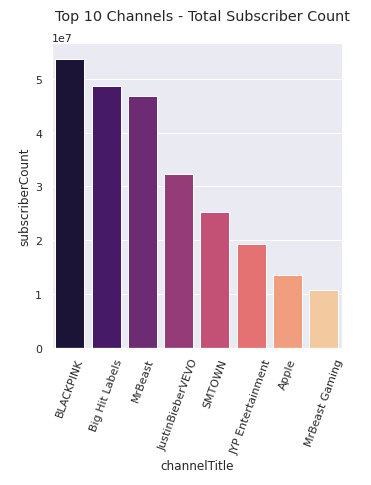 Top 10 Channels - Total Subscriber Count
1e7
5
4
3
2
1
0
subscriberCount
BLACKPINK
Big Hit Labels
MrBeast
JustinBieberVEVO
SMTOWN
JYP Entertainment
Apple
MrBeast Gaming
channelTitle